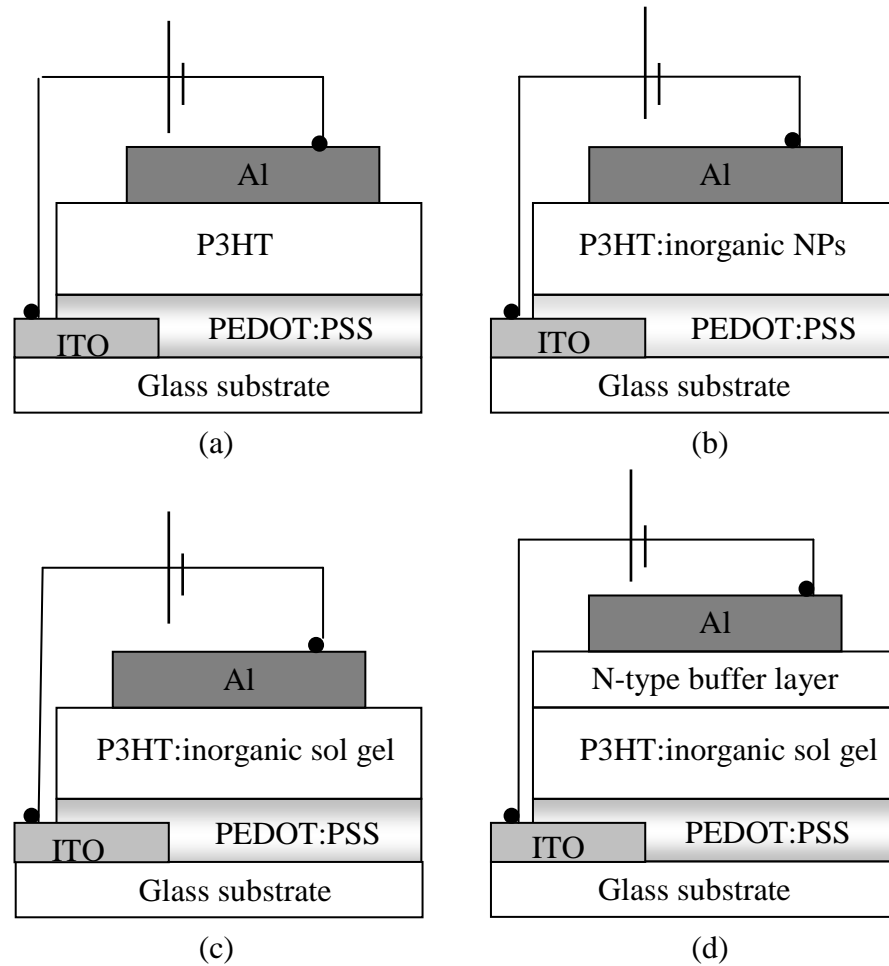 Al
P3HT
PEDOT:PSS
ITO
Glass substrate
(a)
Al
P3HT:inorganic NPs
PEDOT:PSS
ITO
Glass substrate
(b)
Al
P3HT:inorganic sol gel
PEDOT:PSS
ITO
Glass substrate
(c)
Al
N-type buffer layer
P3HT:inorganic sol gel
PEDOT:PSS
ITO
Glass substrate
(d)